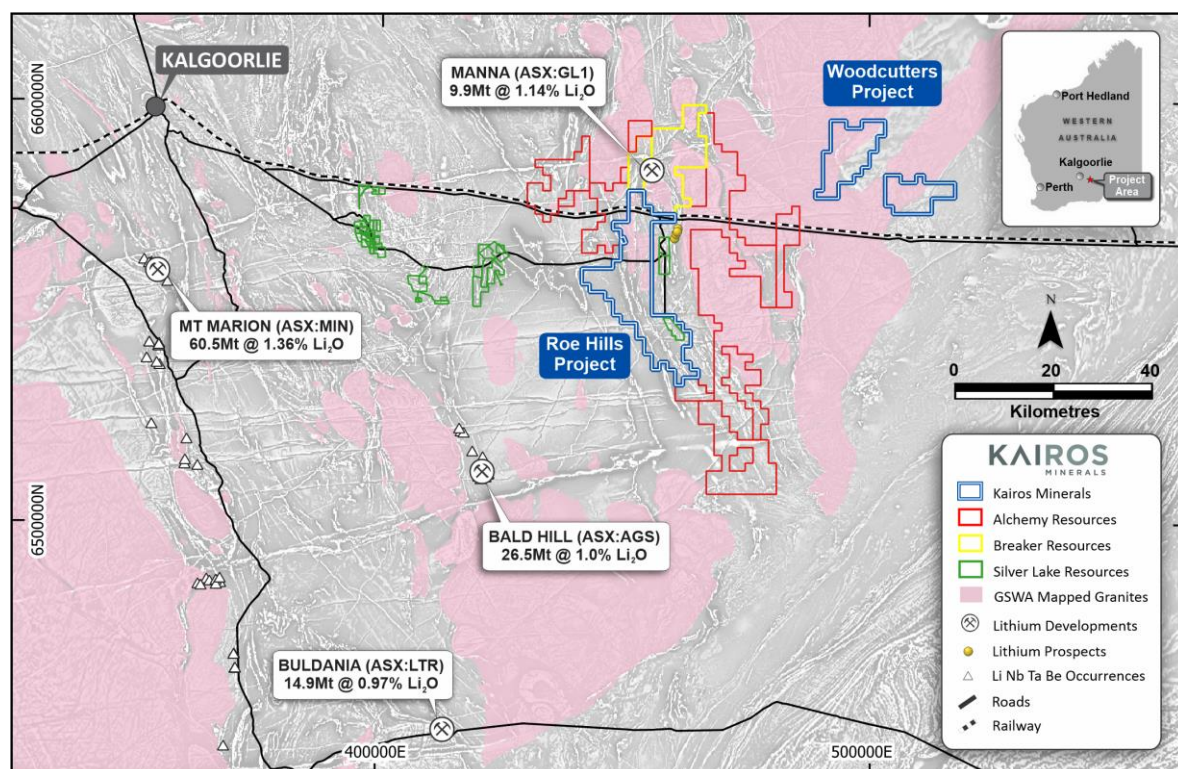 KALGOORLIE
MANNA (ASX:GL1)
9.9Mt @ 1.14% Li₂O
Woodcutters
Project
Port Hedland
WESTERN
AUSTRALIA
Kalgoorlie
Perth
Project
Area
6600000N
MT MARION (ASX:MIN)
60.5Mt @ 1.36% Li₂O
Roe Hills
Project
N
0 20 40
Kilometres
BALD HILL (ASX:AGS)
26.5Mt @ 1.0% Li₂O
6500000N
BULDANIA (ASX:LTR)
14.9Mt @ 0.97% Li₂O
400000E
500000E
KAIROS
MINERALS
Kairos Minerals
Alchemy Resources
Breaker Resources
Silver Lake Resources
GSWA Mapped Granites
Lithium Developments
Lithium Prospects
Li Nb Ta Be Occurrences
Roads
Railway